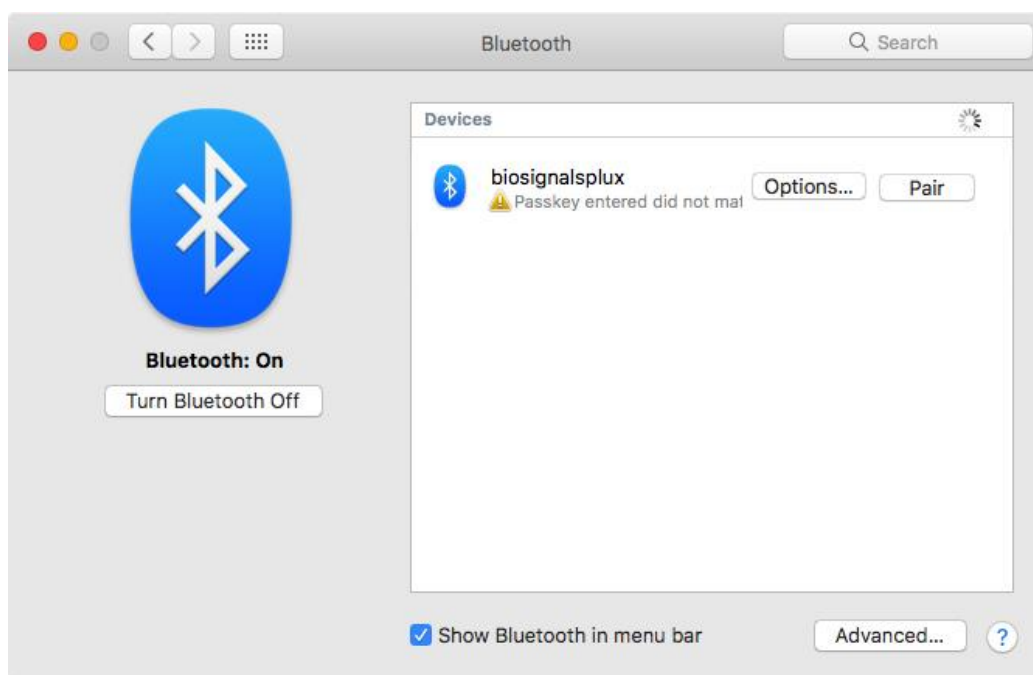 Bluetooth
Search
Devices
biosignalsplux
Options...
Pair
Passkey entered did not mat
Bluetooth: On
Turn Bluetooth Off
Show Bluetooth in menu bar
Advanced...
?